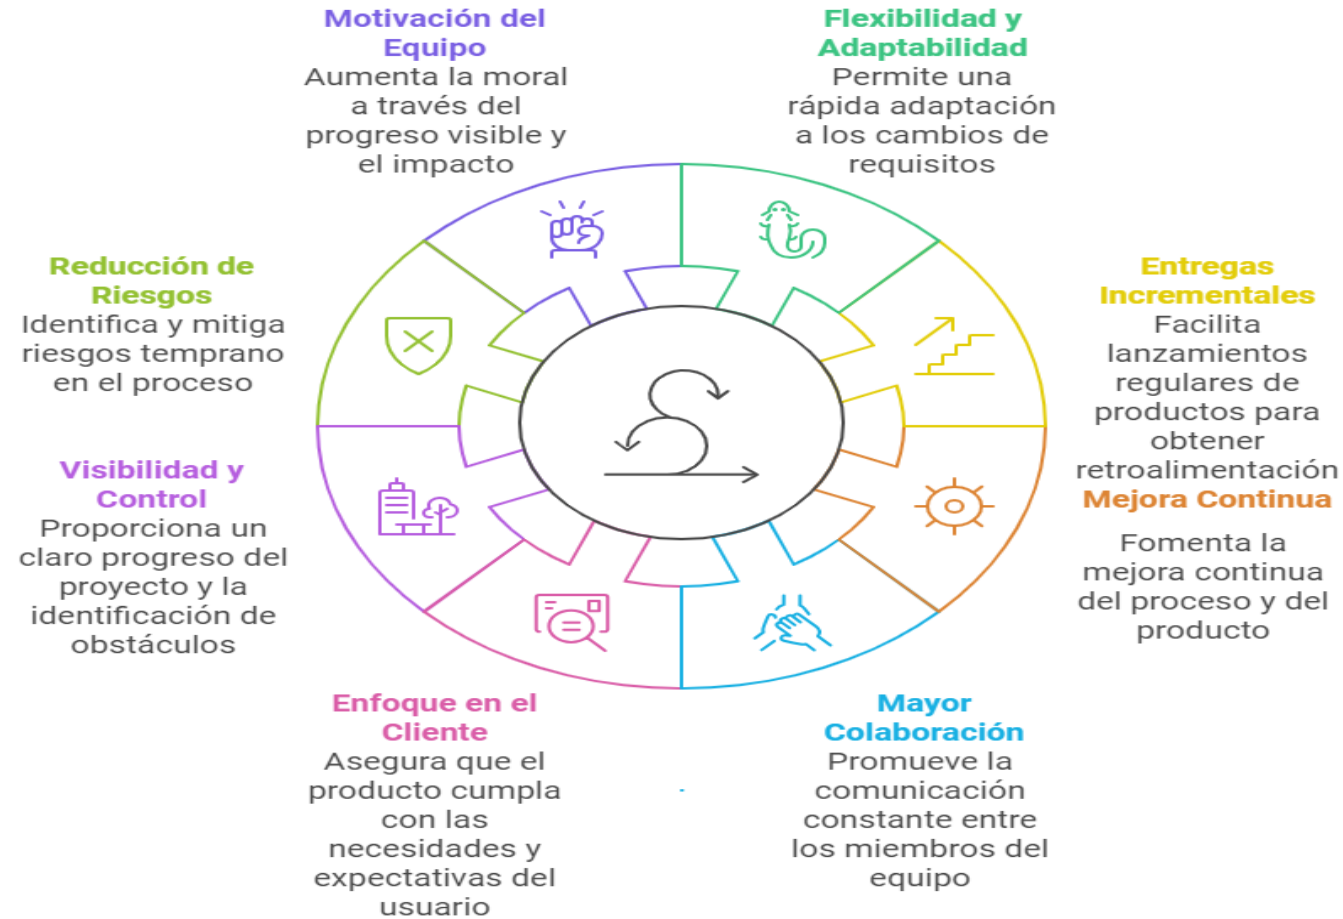 Motivación del
Equipo
Aumenta la moral
a través del
progreso visible y
el impacto
Flexibilidad y
Adaptabilidad
Permite una
rápida adaptación
a los cambios de
requisitos
Reducción de
Riesgos
Identifica y mitiga
riesgos temprano
en el proceso
Entregas
Incrementales
Facilita
lanzamientos
regulares de
productos para
obtener
retroalimentación
Visibilidad y
Control
Proporciona un
claro progreso del
proyecto y la
identificación de
obstáculos
Mejora Continua
Fomenta la
mejora continua
del proceso y del
producto
Enfoque en el
Cliente
Asegura que el
producto cumpla
con las
necesidades y
expectativas del
usuario
Mayor
Colaboración
Promueve la
comunicación
constante entre
los miembros del
equipo